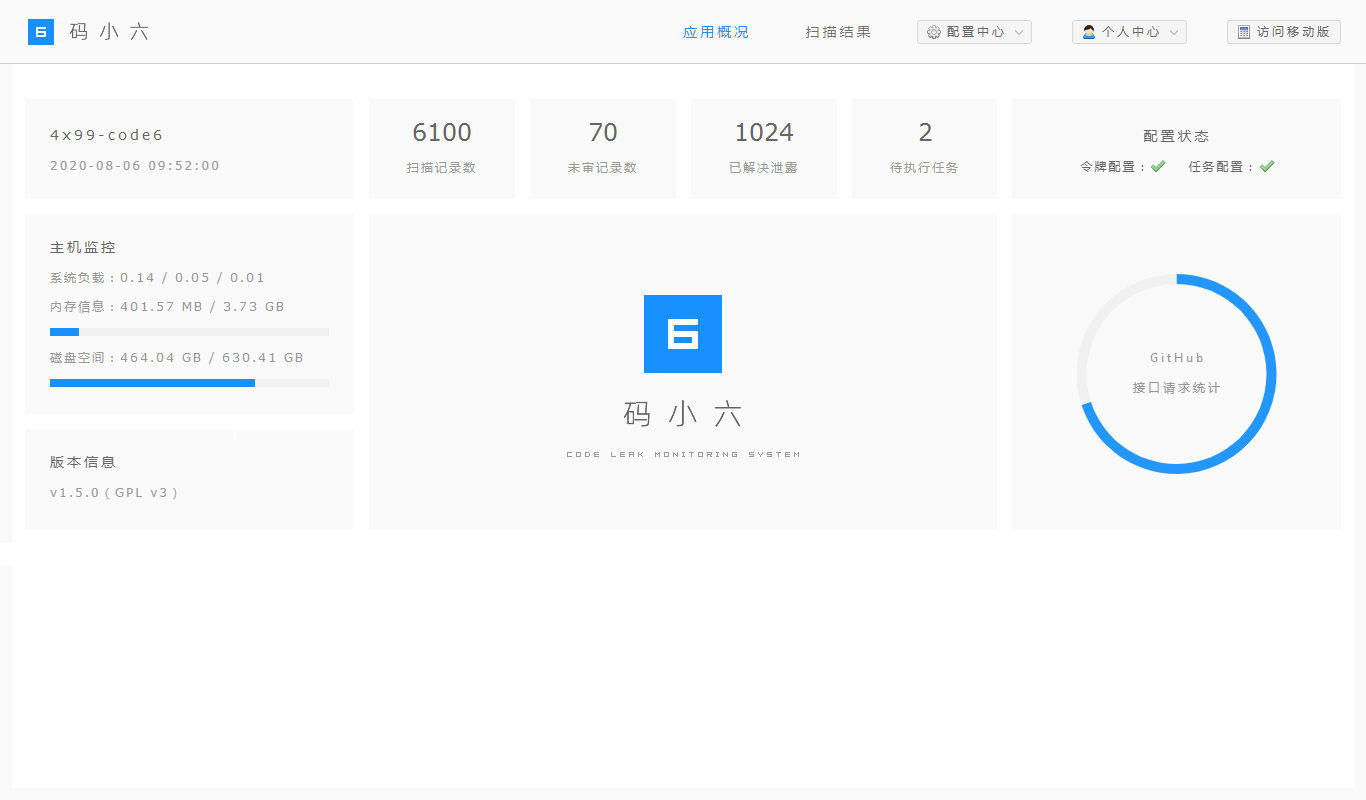 码小六
应用概况
扫描结果
配置中心
个人中心
访问移动版
4x99-code6
2020-08-06 09:52:00
6100
扫描记录数
70
未审记录数
1024
已解决泄露
2
待执行任务
配置状态
令牌配置：
任务配置：
主机监控
系统负载：0.14 / 0.05 / 0.01
内存信息：401.57 MB / 3.73 GB
磁盘空间：464.04 GB / 630.41 GB
版本信息
v1.5.0 ( GPL v3 )
6
码小六
CODE LEAK MONITORING SYSTEM
GitHub
接口请求统计